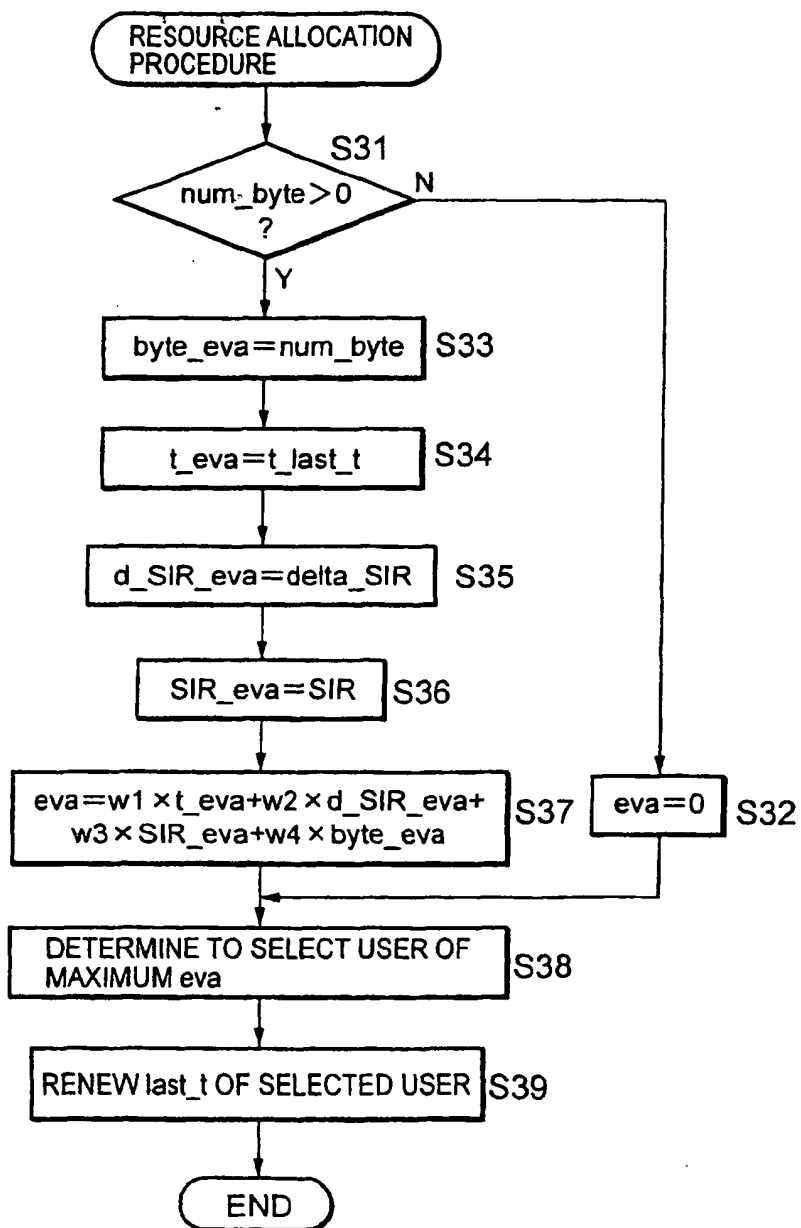 RESOURCE ALLOCATION
PROCEDURE
S31
num_byte>0
?
N
Y
byte_eva=num_byte
S33
t_eva=t_last_t
S34
d_SIR_eva=delta_SIR
S35
SIR_eva=SIR
S36
eva=w1×t_eva+w2×d_SIR_eva+
w3×SIR_eva+w4×byte_eva
S37
eva=0
S32
DETERMINE TO SELECT USER OF
MAXIMUM eva
S38
RENEW last_t OF SELECTED USER
S39
END